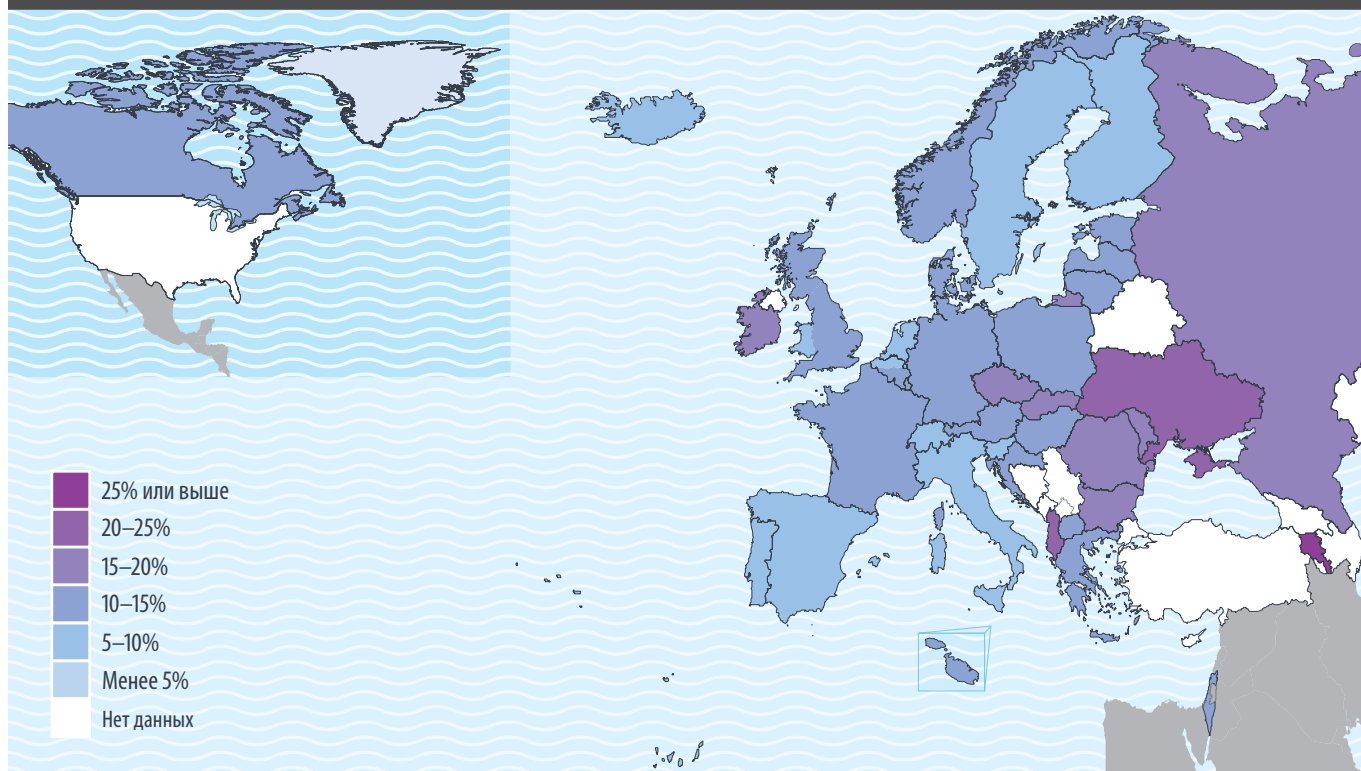 25% или выше
20–25%
15–20%
10–15%
5–10%
Менее 5%
Нет данных